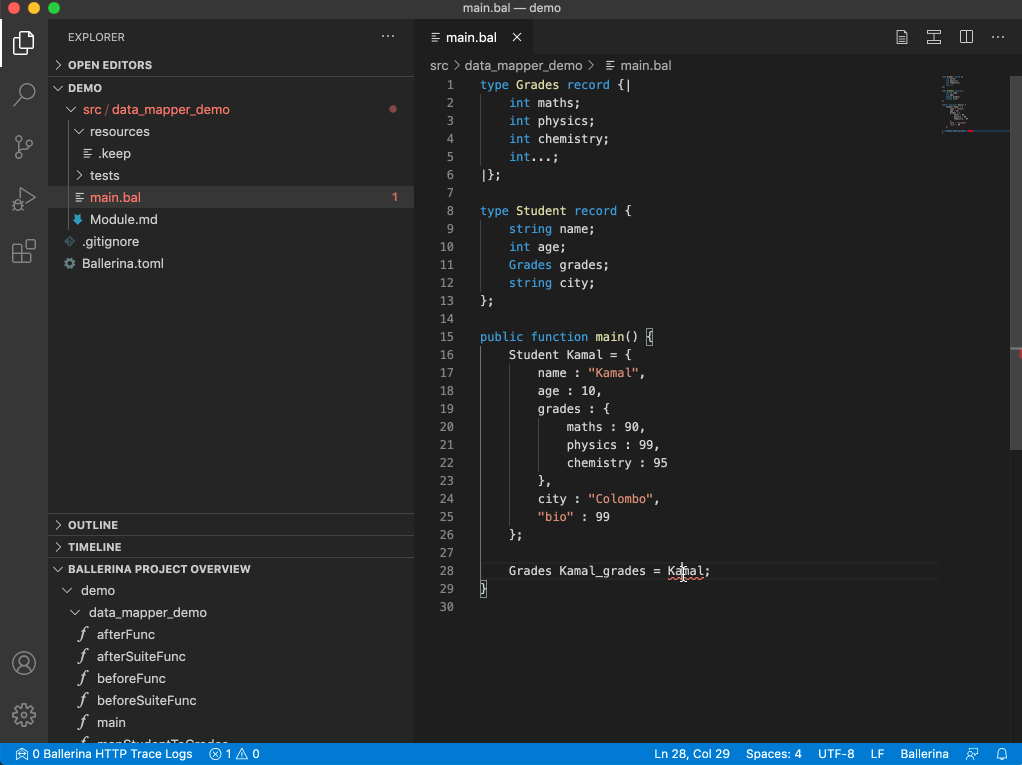 main.bal — demo
EXPLORER
OPEN EDITORS
DEMO
src / data_mapper_demo
resources
.keep
tests
main.bal 1
Module.md
.gitignore
Ballerina.toml
OUTLINE
TIMELINE
BALLERINA PROJECT OVERVIEW
demo
data_mapper_demo
afterFunc
afterSuiteFunc
beforeFunc
beforeSuiteFunc
main
main.bal
src > data_mapper_demo > main.bal
1 type Grades record {|
2     int maths;
3     int physics;
4     int chemistry;
5     int...;
6 |};
7
8 type Student record {
9     string name;
10     int age;
11     Grades grades;
12     string city;
13 };
14
15 public function main() {
16     Student Kamal = {
17         name : "Kamal",
18         age : 10,
19         grades : {
20             maths : 90,
21             physics : 99,
22             chemistry : 95
23         },
24         city : "Colombo",
25         "bio" : 99
26     };
27
28     Grades Kamal_grades = Kamal;
29 }
30
0 Ballerina HTTP Trace Logs 1 0 Ln 28, Col 29 Spaces: 4 UTF-8 LF Ballerina